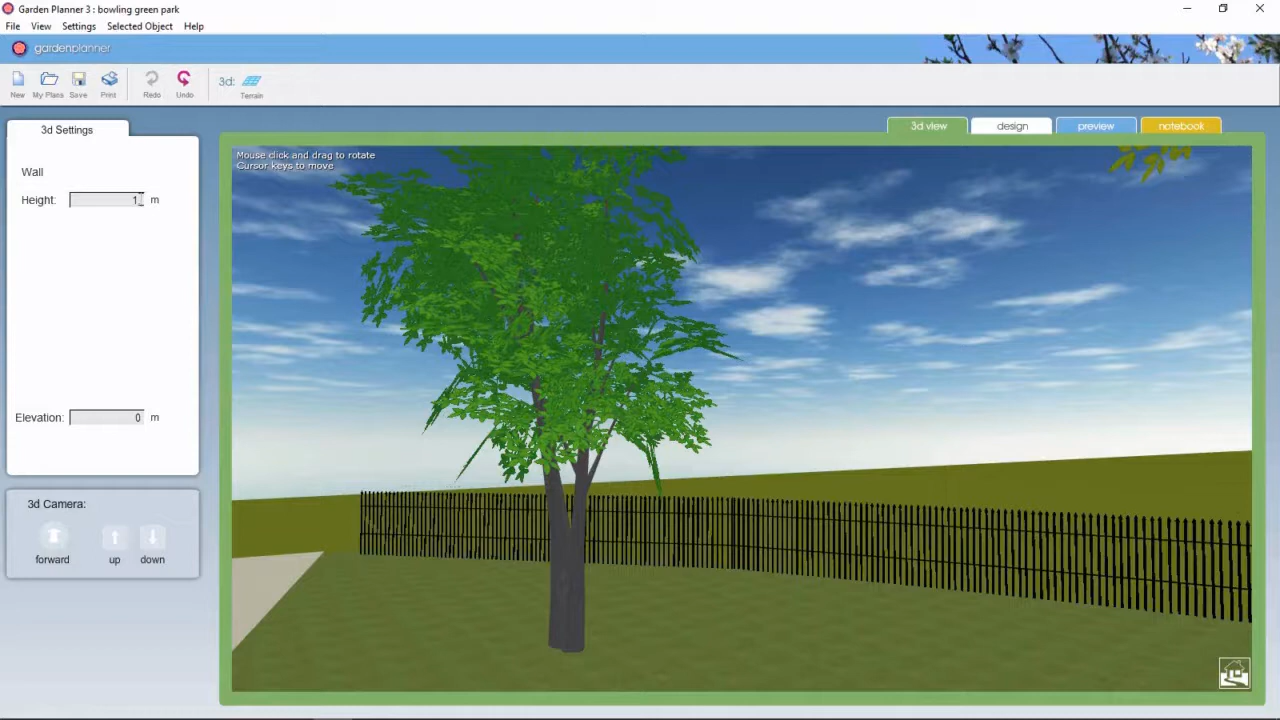 Garden Planner 3 : bowling green park
File View Settings Selected Object Help
gardenplanner
New My Plans Save Print Redo Undo 3d: Terrain
3d Settings
3d view design preview notebook
Mouse click and drag to rotate
Cursor keys to move
Wall
Height: 1 m
Elevation: 0 m
3d Camera:
forward up down